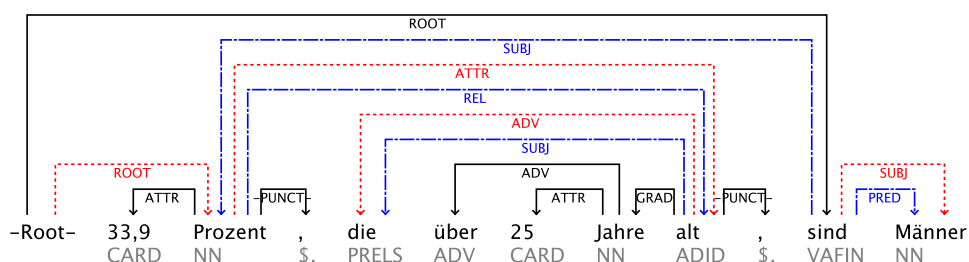 ROOT
SUBJ
ATTR
REL
ADV
SUBJ
ROOT ADV SUBJ
ATTR -PUNCT- ATTR GRAD -PUNCT- PRED
-Root- 33,9 Prozent , die über 25 Jahre alt , sind Männer
CARD NN $, PRELS ADV CARD NN ADJD $, VAFIN NN